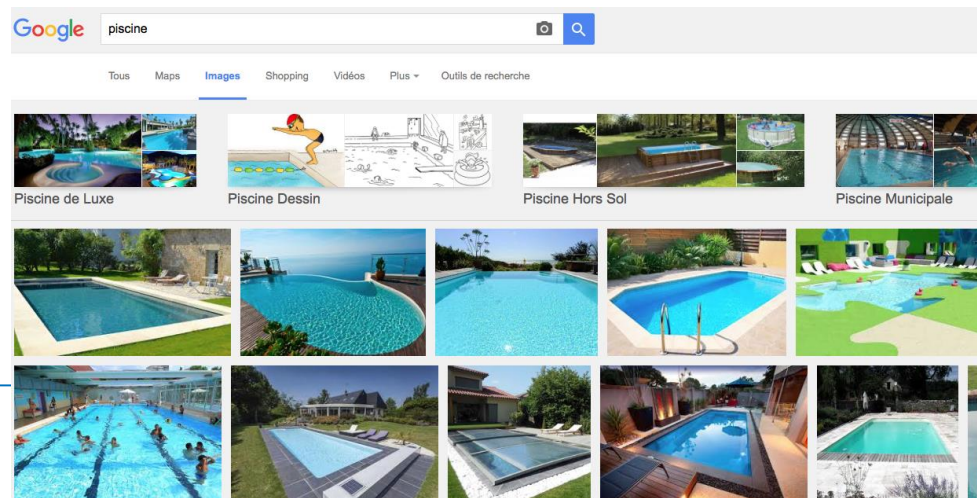 Google piscine
Tous Maps Images Shopping Vidéos Plus Outils de recherche
Piscine de Luxe Piscine Dessin Piscine Hors Sol Piscine Municipale